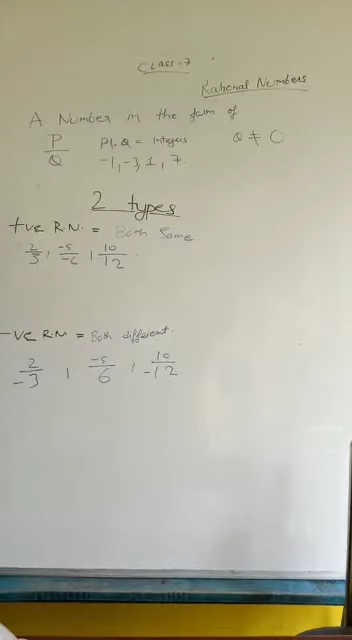 Class-7
Rational Numbers
A Number in the form of
P/Q P&Q = Integers Q ≠ 0
-1, -3, 1, 7.
2 types
+ve R.N. = Both Same
2/3, -5/-6, 10/12
-ve R.N. = Both different.
2/-3, -5/6, 10/-12